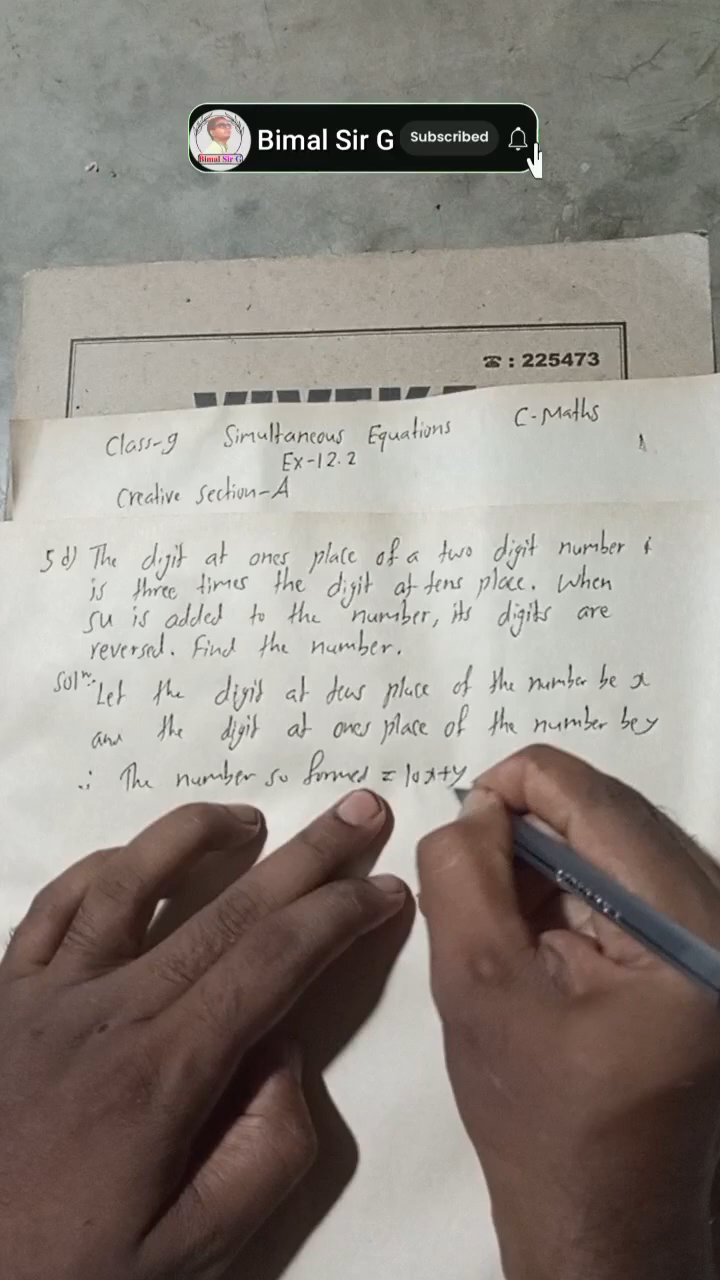 Bimal Sir G Subscribed
Bimal Sir G
☎ : 225473
C-Maths
Class-9 Simultaneous Equations
Ex-12.2
Creative section-A
5 d) The digit at ones place of a two digit number
is three times the digit at tens place. When
54 is added to the number, its digits are
reversed. Find the number.
Solⁿ: Let the digit at tens place of the number be x
and the digit at ones place of the number be y
∴ The number so formed = 10x+y